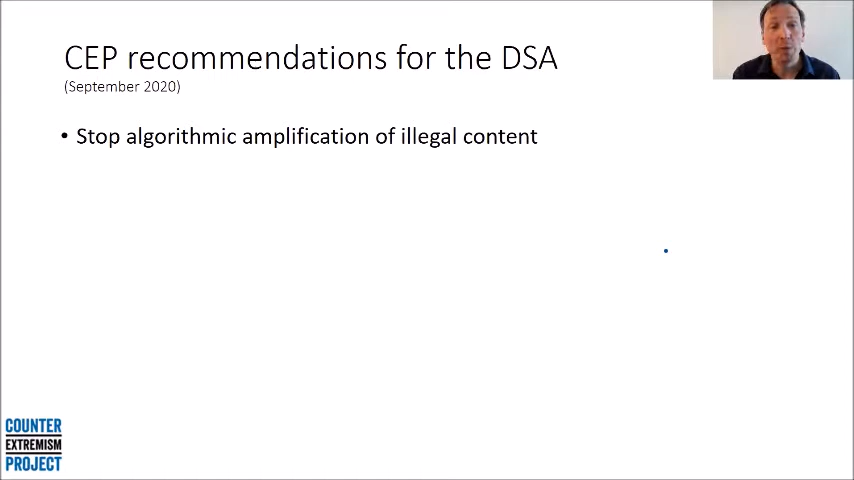 CEP recommendations for the DSA
(September 2020)
• Stop algorithmic amplification of illegal content
COUNTER
EXTREMISM
PROJECT